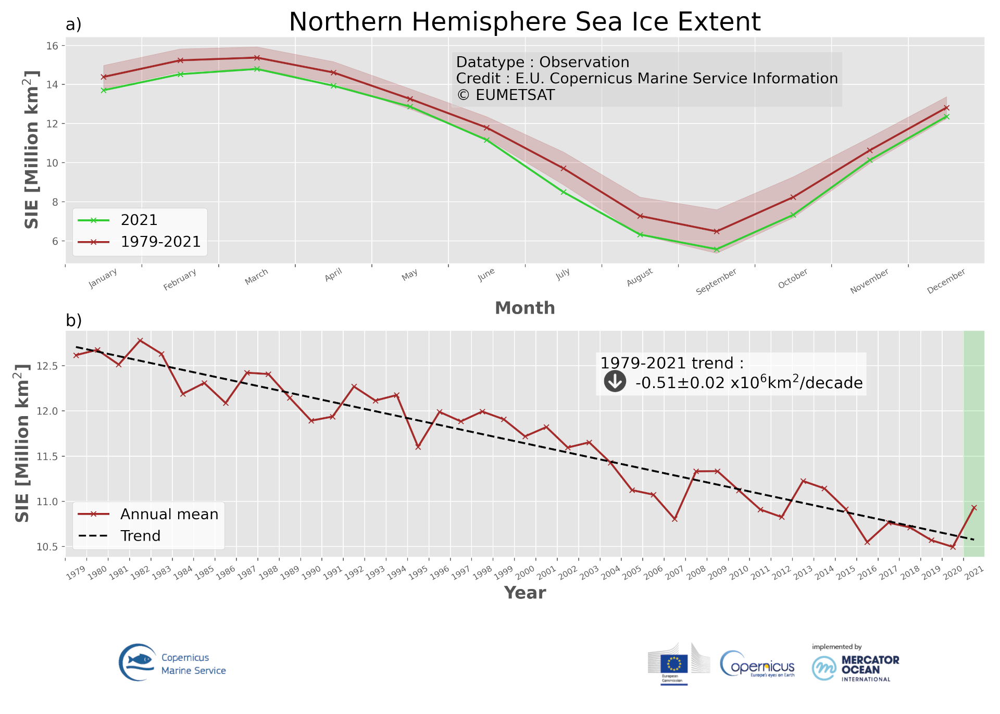 Northern Hemisphere Sea Ice Extent
a)
16
14
12
10
8
6
SIE [Million km²]
Datatype : Observation
Credit : E.U. Copernicus Marine Service Information
© EUMETSAT
2021
1979-2021
January February March April May June July August September October November December
Month
b)
12.5
12.0
11.5
11.0
10.5
SIE [Million km²]
1979-2021 trend :
-0.51±0.02 x10⁶km²/decade
Annual mean
Trend
1979 1980 1981 1982 1983 1984 1985 1986 1987 1988 1989 1990 1991 1992 1993 1994 1995 1996 1997 1998 1999 2000 2001 2002 2003 2004 2005 2006 2007 2008 2009 2010 2011 2012 2013 2014 2015 2016 2017 2018 2019 2020 2021
Year
Copernicus
Marine Service
European
Commission
opernicus
Europe's eyes on Earth
implemented by
MERCATOR
OCEAN
INTERNATIONAL